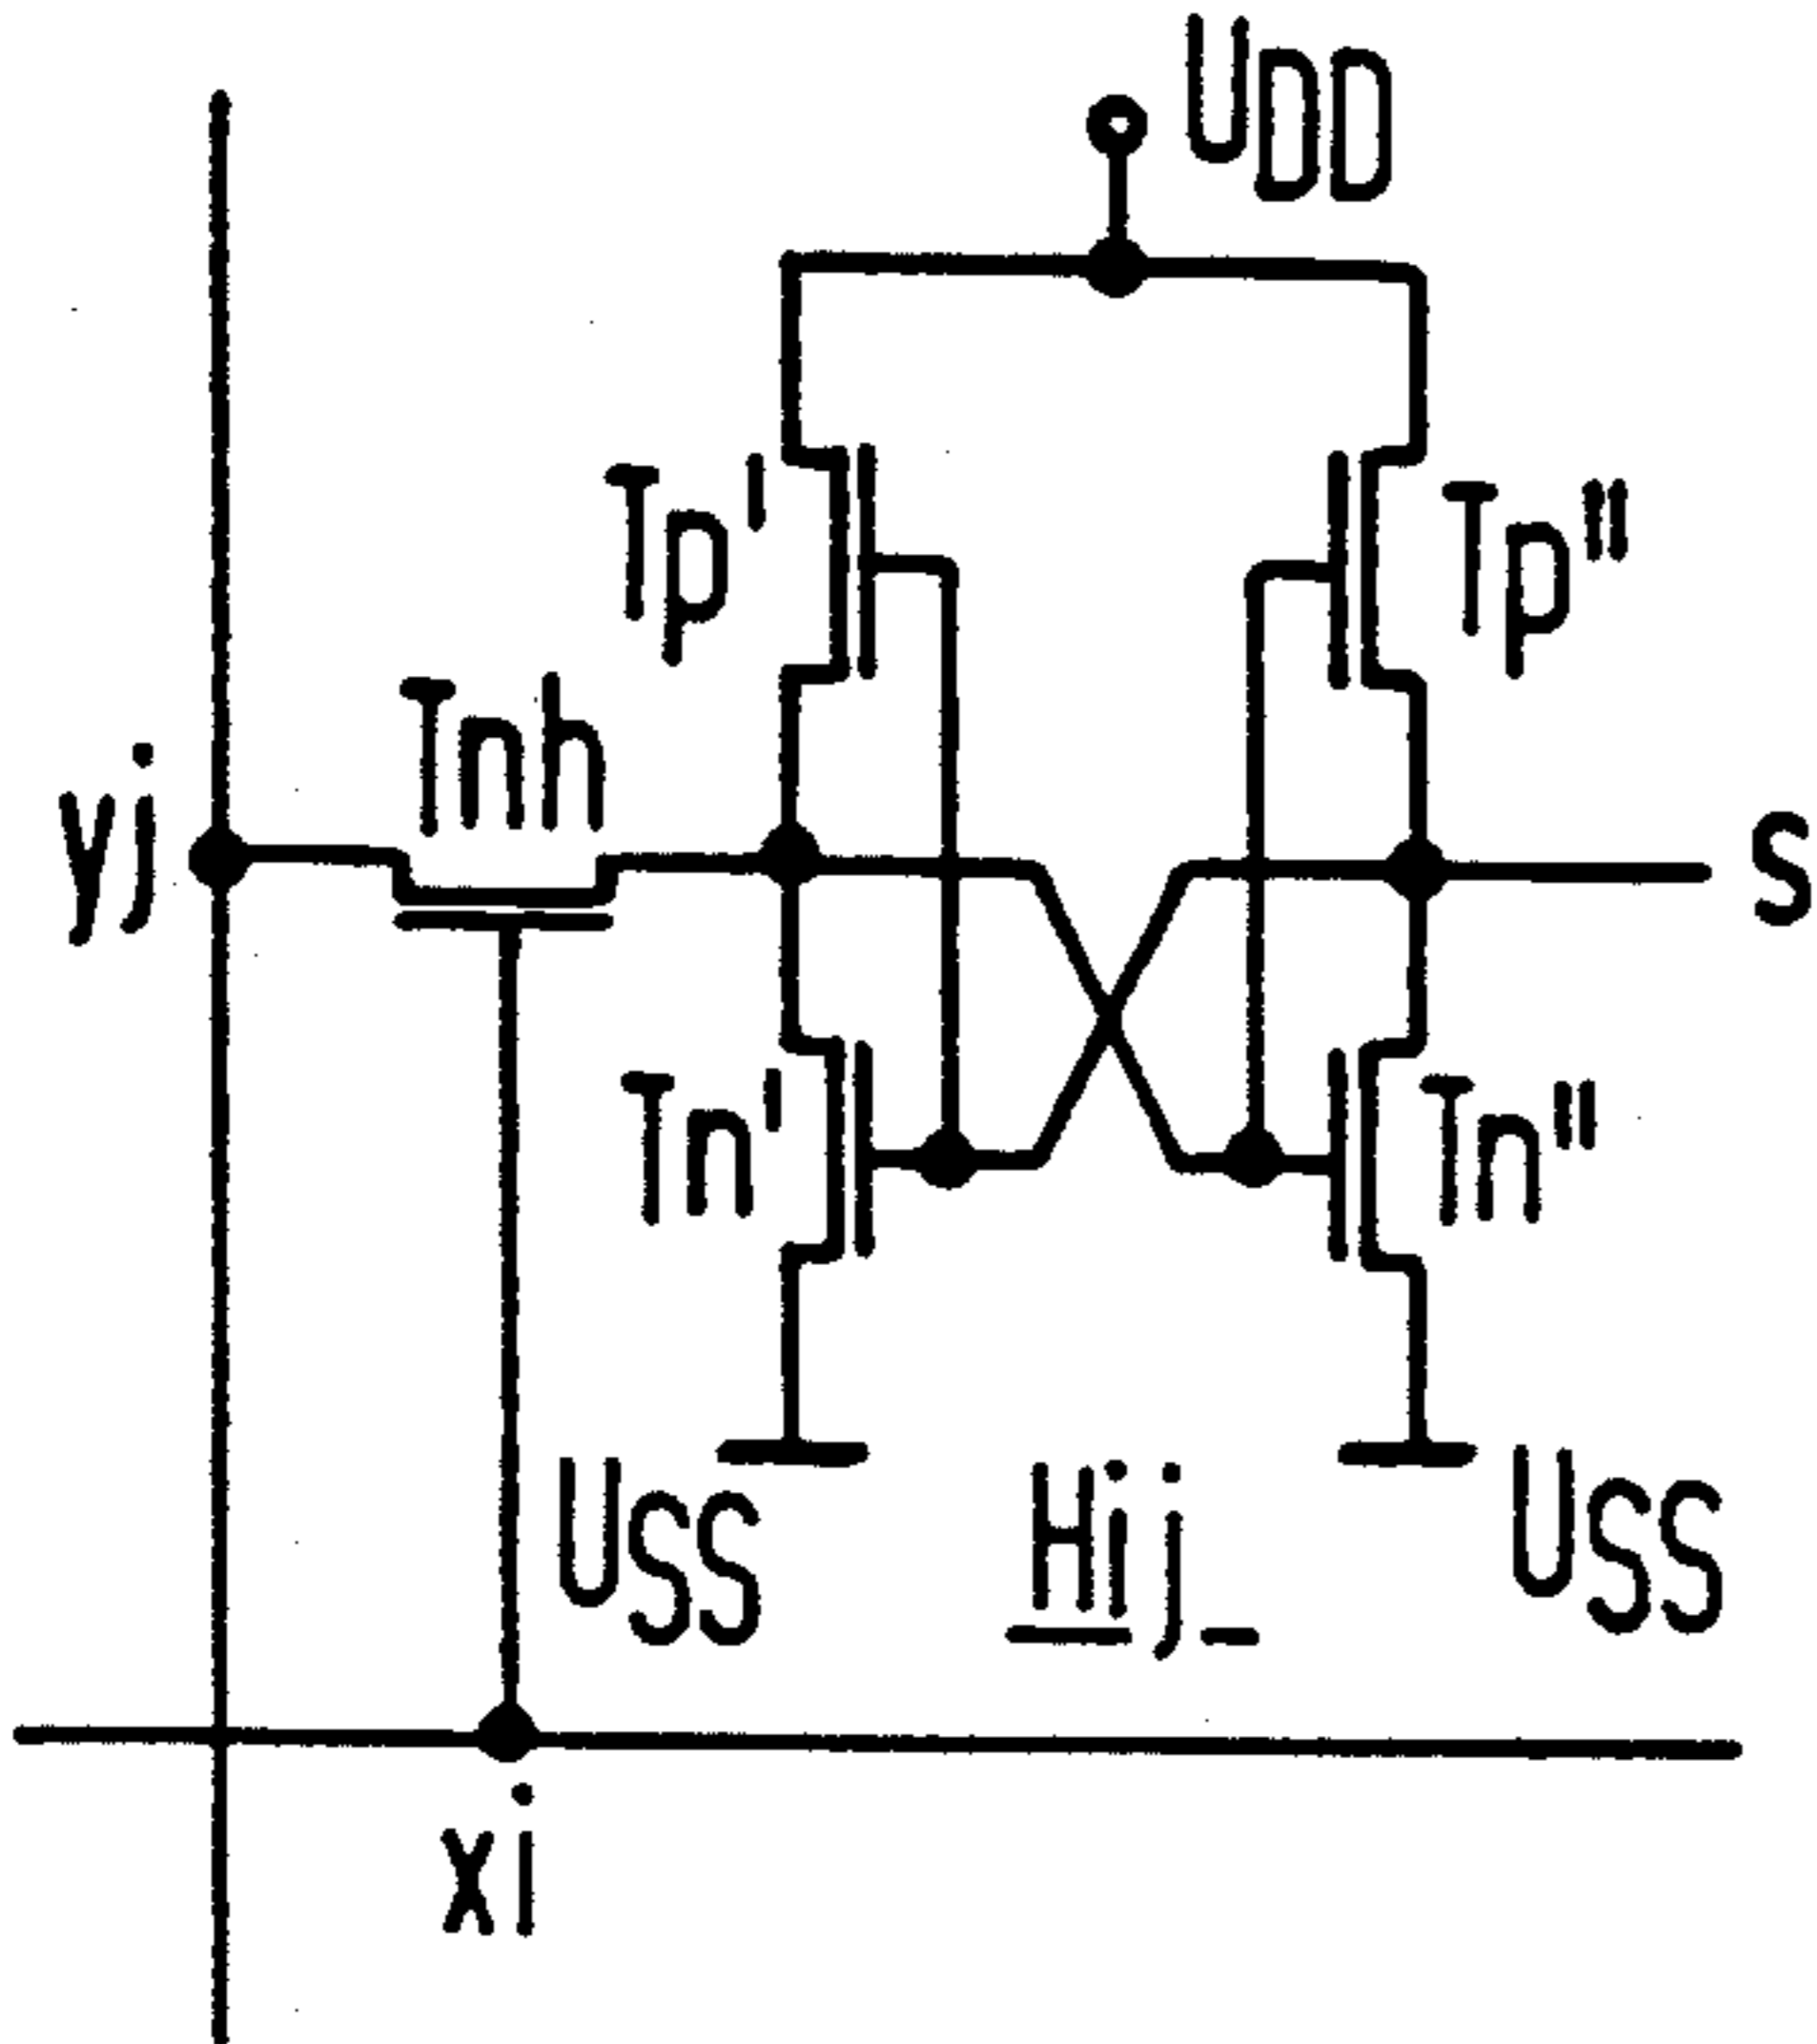 UDD
Tp' Tp"
Tnh
yj S
Tn' Tn"
USS Hij USS
xi